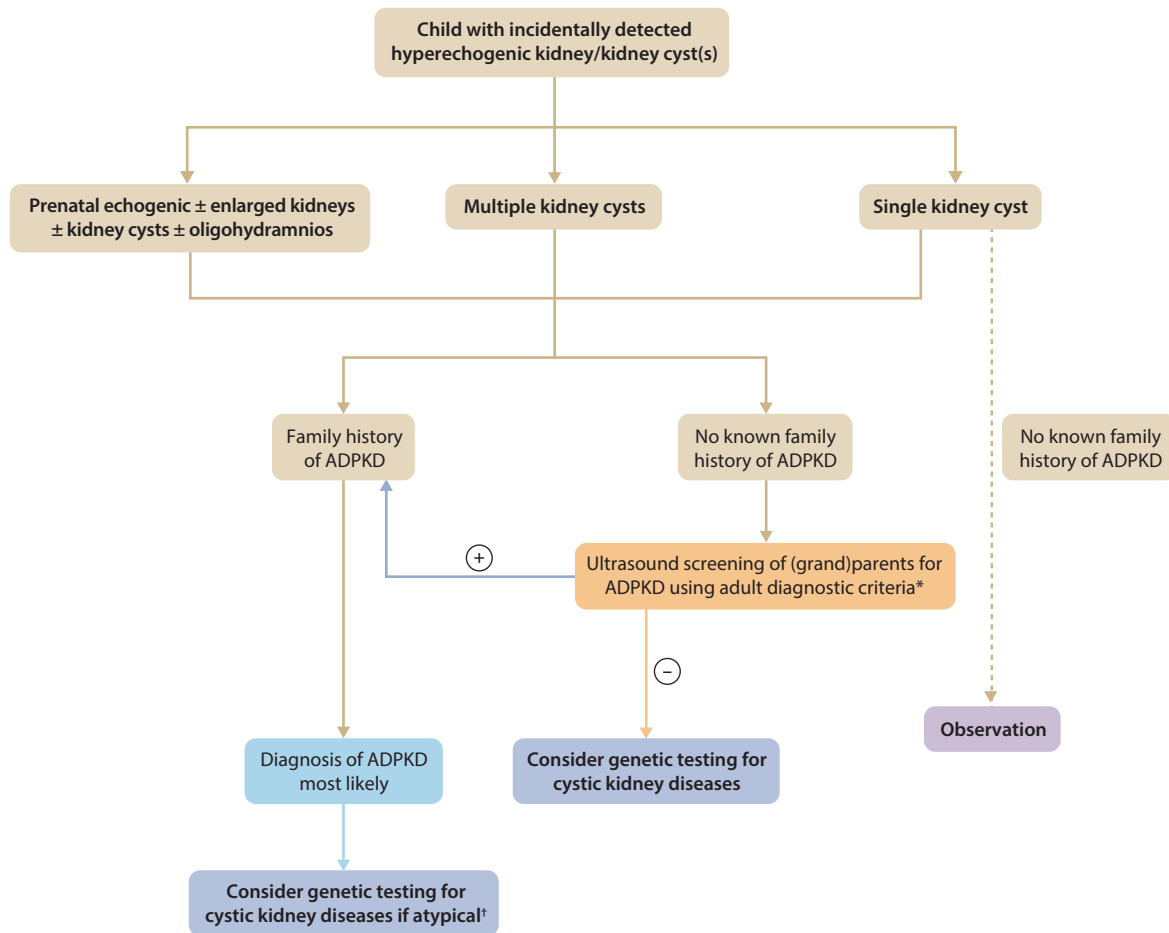 Child with incidentally detected
hyperechogenic kidney/kidney cyst(s)
Prenatal echogenic ± enlarged kidneys
± kidney cysts ± oligohydramnios
Multiple kidney cysts
Single kidney cyst
Family history
of ADPKD
No known family
history of ADPKD
No known family
history of ADPKD
+
Ultrasound screening of (grand)parents for
ADPKD using adult diagnostic criteria*
−
Observation
Diagnosis of ADPKD
most likely
Consider genetic testing for
cystic kidney diseases
Consider genetic testing for
cystic kidney diseases if atypical†